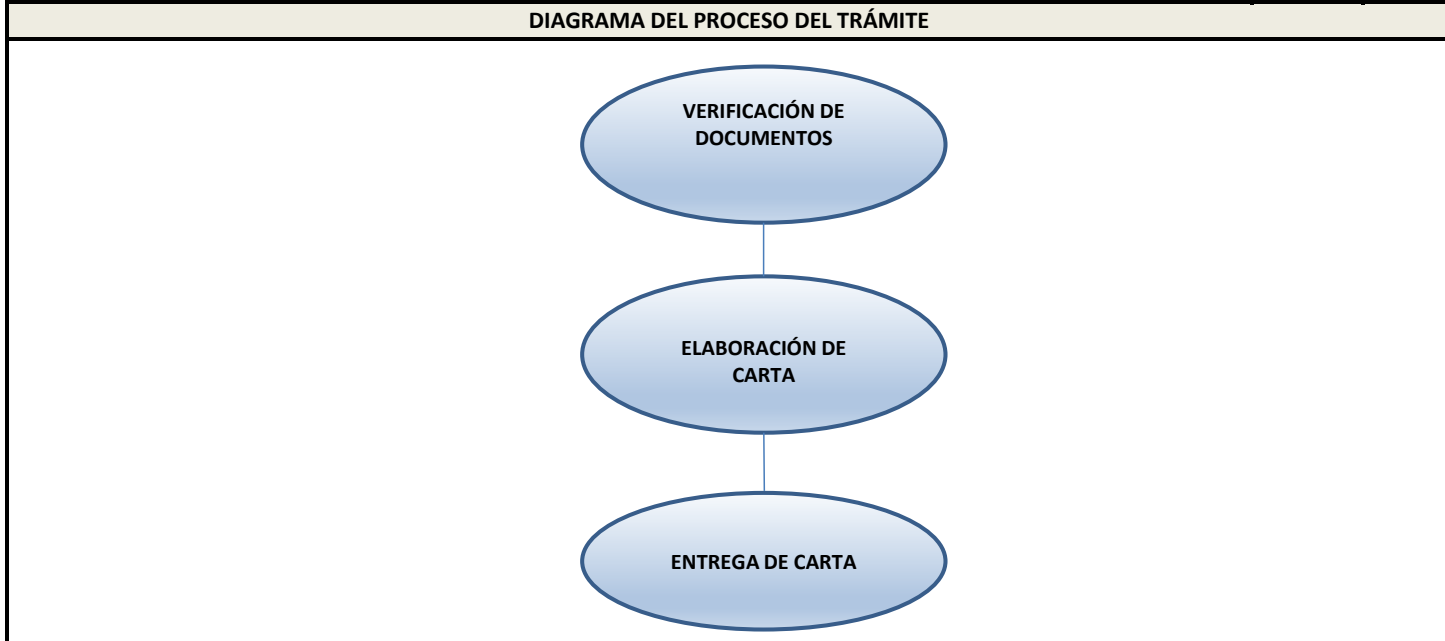 DIAGRAMA DEL PROCESO DEL TRÁMITE
VERIFICACIÓN DE
DOCUMENTOS
ELABORACIÓN DE
CARTA
ENTREGA DE CARTA